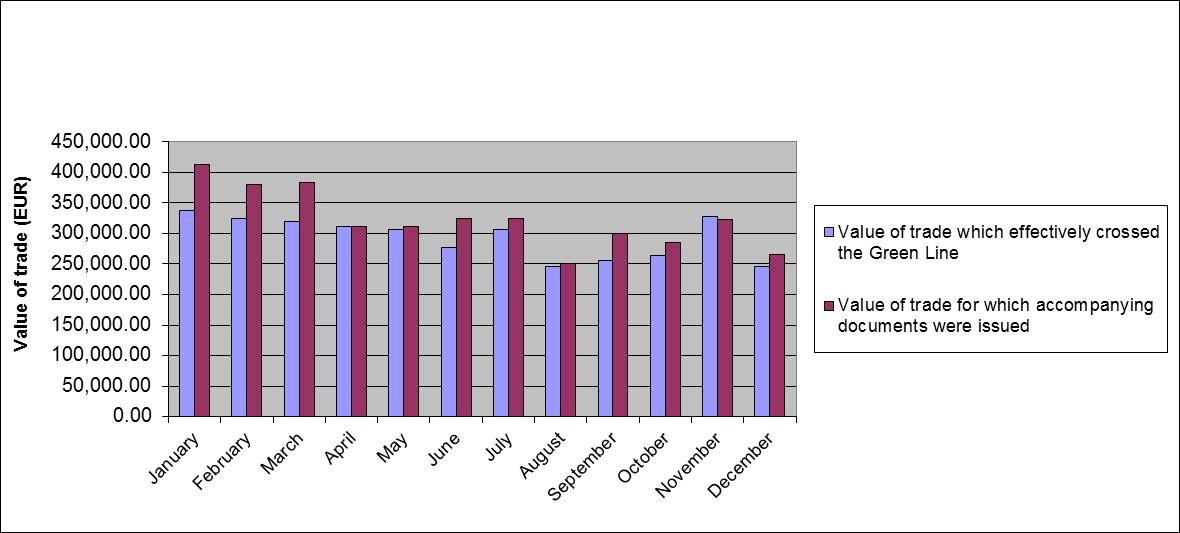 Value of trade (EUR)
450,000.00
400,000.00
350,000.00
300,000.00
250,000.00
200,000.00
150,000.00
100,000.00
50,000.00
0.00
January
February
March
April
May
June
July
August
September
October
November
December
Value of trade which effectively crossed
the Green Line
Value of trade for which accompanying
documents were issued